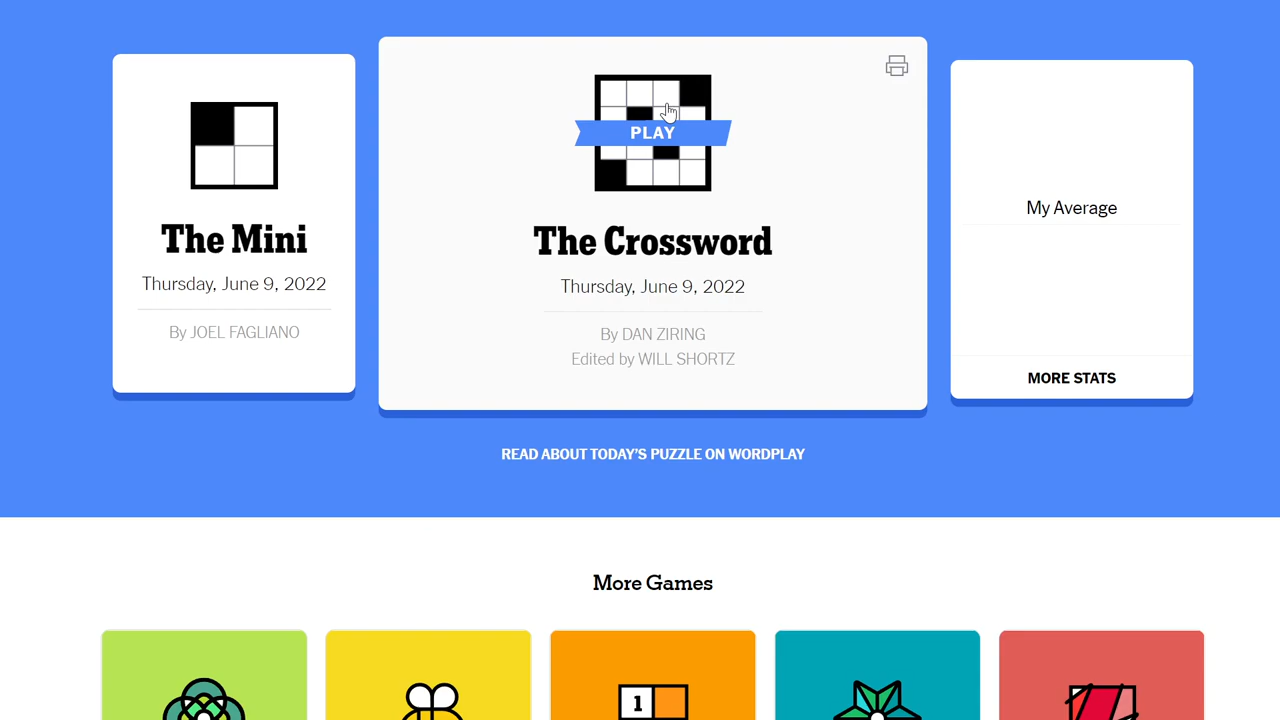 The Mini
Thursday, June 9, 2022
By JOEL FAGLIANO
PLAY
The Crossword
Thursday, June 9, 2022
By DAN ZIRING
Edited by WILL SHORTZ
My Average
MORE STATS
READ ABOUT TODAY'S PUZZLE ON WORDPLAY
More Games
1